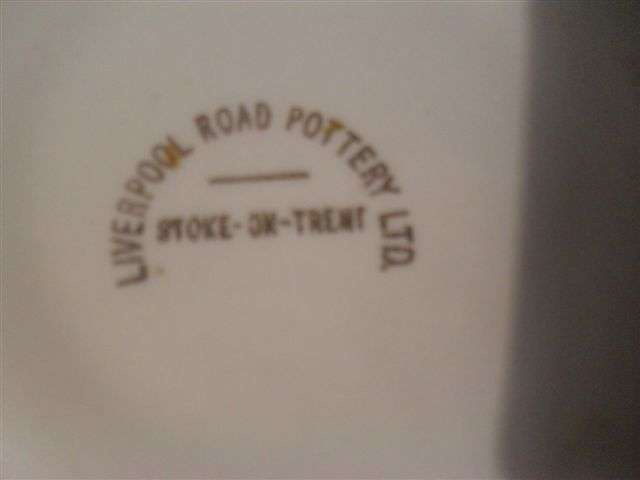 LIVERPOOL ROAD POTTERY LTD.
STOKE-ON-TRENT